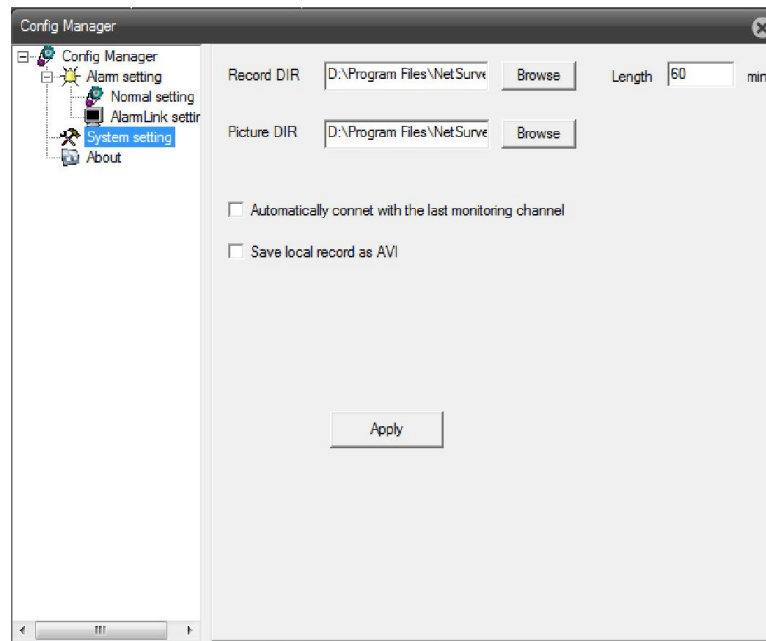 Config Manager
Config Manager
Alarm setting
Normal setting
AlarmLink settin
System setting
About
Record DIR D:\Program Files\NetSurve Browse Length 60 min
Picture DIR D:\Program Files\NetSurve Browse
Automatically connet with the last monitoring channel
Save local record as AVI
Apply